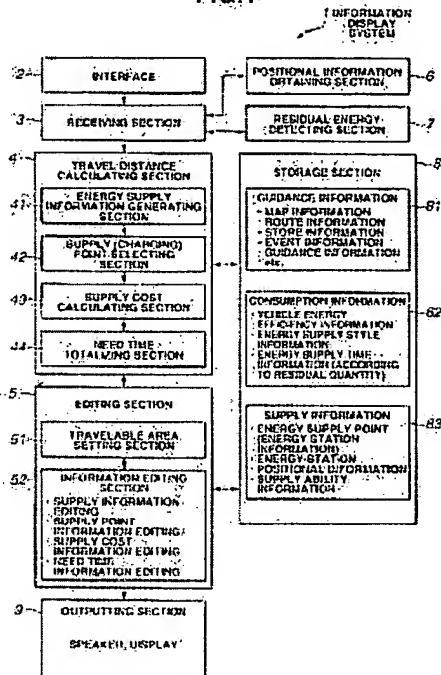 1 INFORMATION
DISPLAY
SYSTEM
2
INTERFACE
POSITIONAL INFORMATION
OBTAINING SECTION
6
3
RECEIVING SECTION
RESIDUAL ENERGY
DETECTING SECTION
7
4
TRAVEL DISTANCE
CALCULATING SECTION
41
ENERGY SUPPLY
INFORMATION GENERATING
SECTION
42
SUPPLY (CHARGING)
POINT SELECTING
SECTION
43
SUPPLY COST
CALCULATING SECTION
44
NEED TIME
TOTALIZING SECTION
STORAGE SECTION
8
GUIDANCE INFORMATION
81
- MAP INFORMATION
- ROUTE INFORMATION
- STORE INFORMATION
- EVENT INFORMATION
- GUIDANCE INFORMATION
etc.
CONSUMPTION INFORMATION
82
- VEHICLE ENERGY
EFFICIENCY INFORMATION
- ENERGY SUPPLY STYLE
INFORMATION
- ENERGY SUPPLY TIME
INFORMATION (ACCORDING
TO RESIDUAL QUANTITY)
SUPPLY INFORMATION
83
- ENERGY SUPPLY POINT
(ENERGY STATION
INFORMATION)
- ENERGY STATION
- POSITIONAL INFORMATION
- SUPPLY ABILITY
INFORMATION
5
EDITING SECTION
51
TRAVELABLE AREA
SETTING SECTION
52
INFORMATION EDITING
SECTION
- SUPPLY INFORMATION
EDITING
- SUPPLY POINT
INFORMATION EDITING
- SUPPLY COST
INFORMATION EDITING
- NEED TIME
INFORMATION EDITING
9
OUTPUTTING SECTION
SPEAKER, DISPLAY